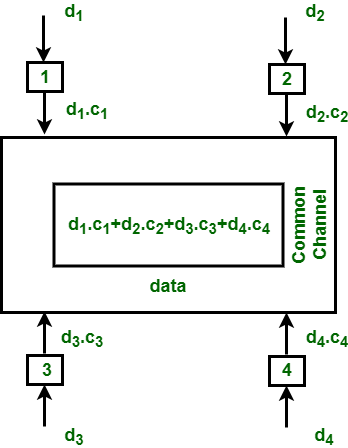 d₁ d₂
1 2
d₁.c₁ d₂.c₂
d₁.c₁+d₂.c₂+d₃.c₃+d₄.c₄
Common
Channel
data
d₃.c₃ d₄.c₄
3 4
d₃ d₄